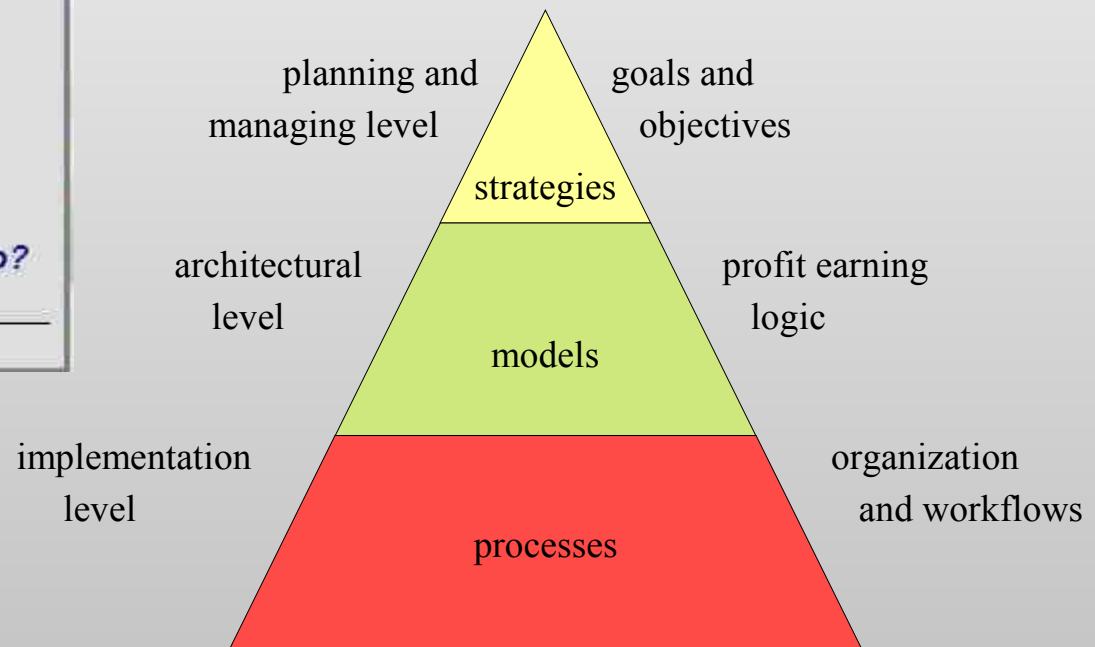 planning and
managing level
goals and
objectives
strategies
?
architectural
level
profit earning
logic
models
implementation
level
organization
and workflows
processes